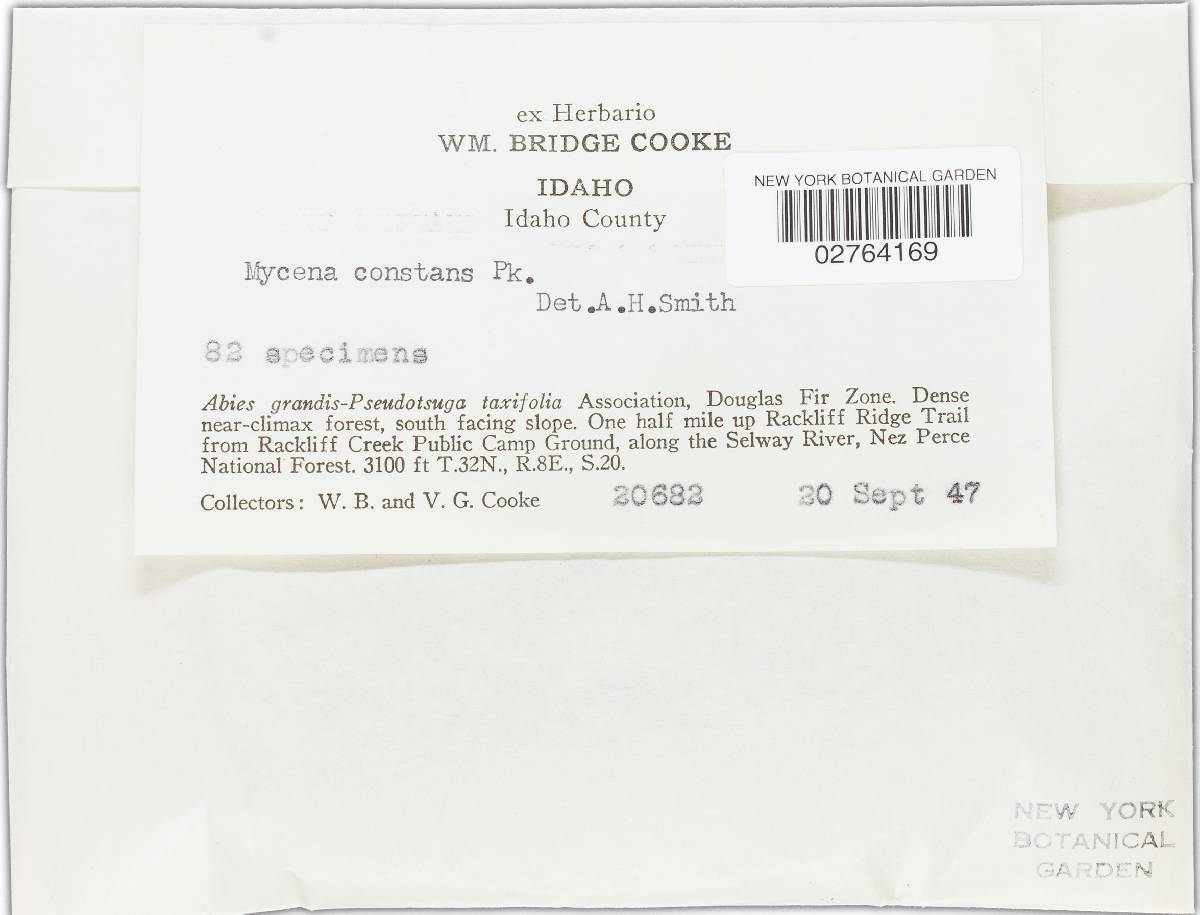 ex Herbario
WM. BRIDGE COOKE
IDAHO
Idaho County
NEW YORK BOTANICAL GARDEN
02764169
Mycena constans Pk.
Det.A.H.Smith
82 specimens
Abies grandis-Pseudotsuga taxifolia Association, Douglas Fir Zone. Dense
near-climax forest, south facing slope. One half mile up Rackliff Ridge Trail
from Rackliff Creek Public Camp Ground, along the Selway River, Nez Perce
National Forest. 3100 ft T.32N., R.8E., S.20.
Collectors: W. B. and V. G. Cooke 20682 20 Sept 47
NEW YORK
BOTANICAL
GARDEN